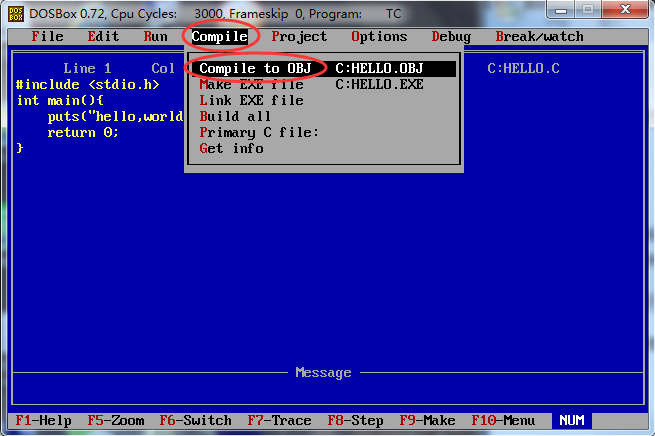 DOS BOX DOSBox 0.72, Cpu Cycles: 3000, Frameskip 0, Program: TC
File Edit Run Compile Project Options Debug Break/watch
Line 1 Col C:HELLO.C
Compile to OBJ C:HELLO.OBJ
Make EXE file C:HELLO.EXE
Link EXE file
Build all
Primary C file:
Get info
#include <stdio.h>
int main(){
puts("hello,world
return 0;
}
Message
F1-Help F5-Zoom F6-Switch F7-Trace F8-Step F9-Make F10-Menu NUM